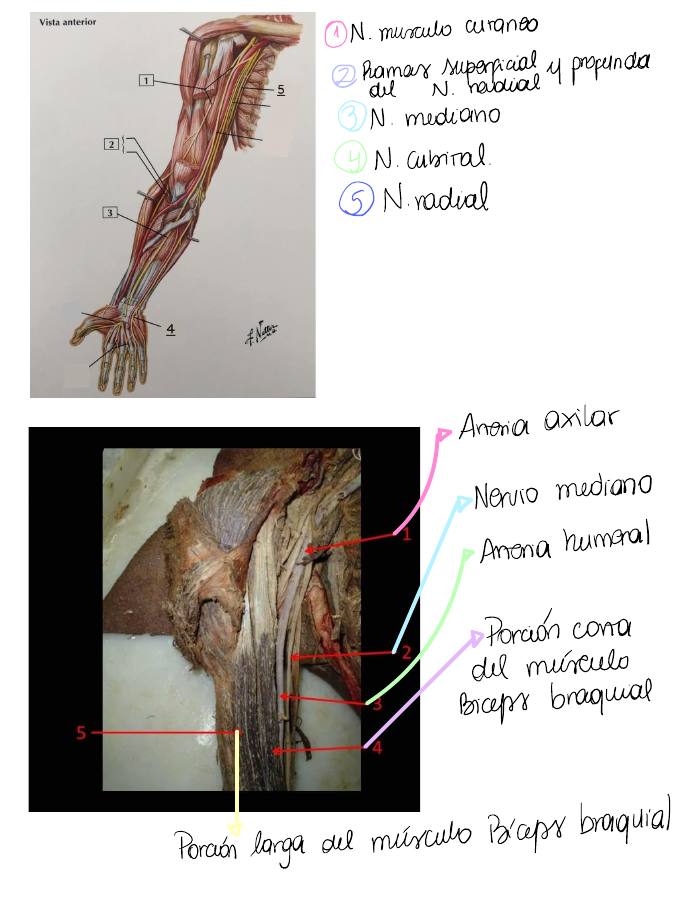 Vista anterior
1
2
3
4
5
F. Netter
① N. musculo cutaneo
② Ramas superficial y profunda
del N. radial
③ N. mediano
④ N. cubital.
⑤ N. radial
1
2
3
4
5
Arteria axilar
Nervio mediano
Arteria humeral
Porción corta
del músculo
Biceps braquial
Porción larga del músculo Bíceps braquial